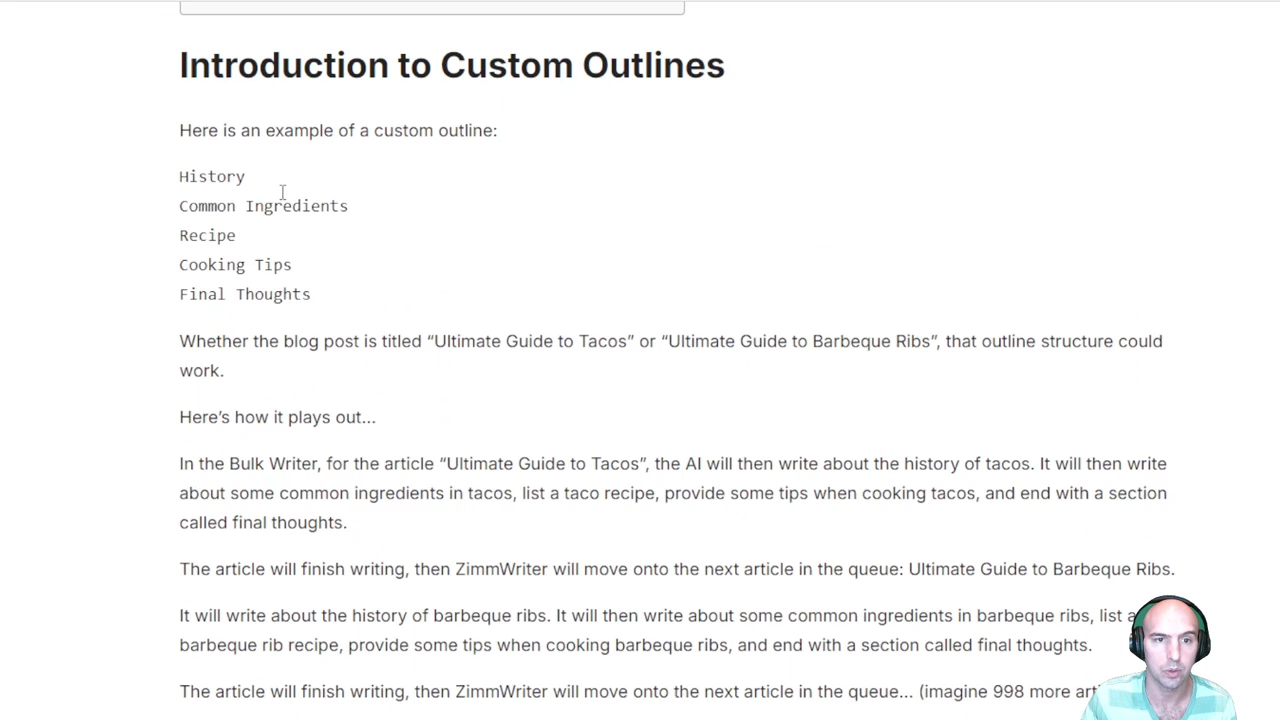 Introduction to Custom Outlines
Here is an example of a custom outline:
History
Common Ingredients
Recipe
Cooking Tips
Final Thoughts
Whether the blog post is titled “Ultimate Guide to Tacos” or “Ultimate Guide to Barbeque Ribs”, that outline structure could
work.
Here’s how it plays out…
In the Bulk Writer, for the article “Ultimate Guide to Tacos”, the AI will then write about the history of tacos. It will then write
about some common ingredients in tacos, list a taco recipe, provide some tips when cooking tacos, and end with a section
called final thoughts.
The article will finish writing, then ZimmWriter will move onto the next article in the queue: Ultimate Guide to Barbeque Ribs.
It will write about the history of barbeque ribs. It will then write about some common ingredients in barbeque ribs, list a
barbeque rib recipe, provide some tips when cooking barbeque ribs, and end with a section called final thoughts.
The article will finish writing, then ZimmWriter will move onto the next article in the queue… (imagine 998 more